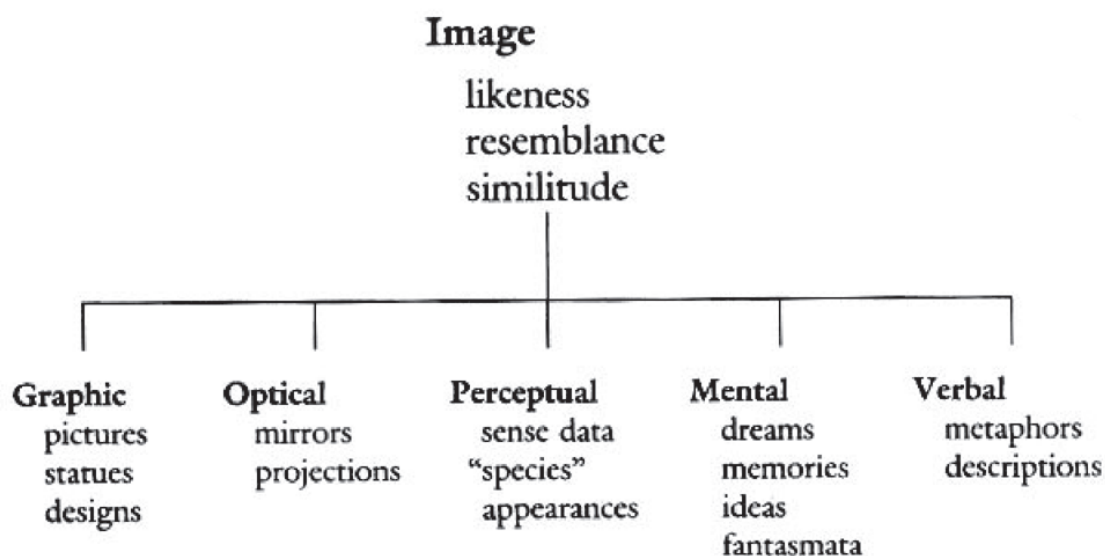 Image
likeness
resemblance
similitude
Graphic
pictures
statues
designs
Optical
mirrors
projections
Perceptual
sense data
“species”
appearances
Mental
dreams
memories
ideas
fantasmata
Verbal
metaphors
descriptions